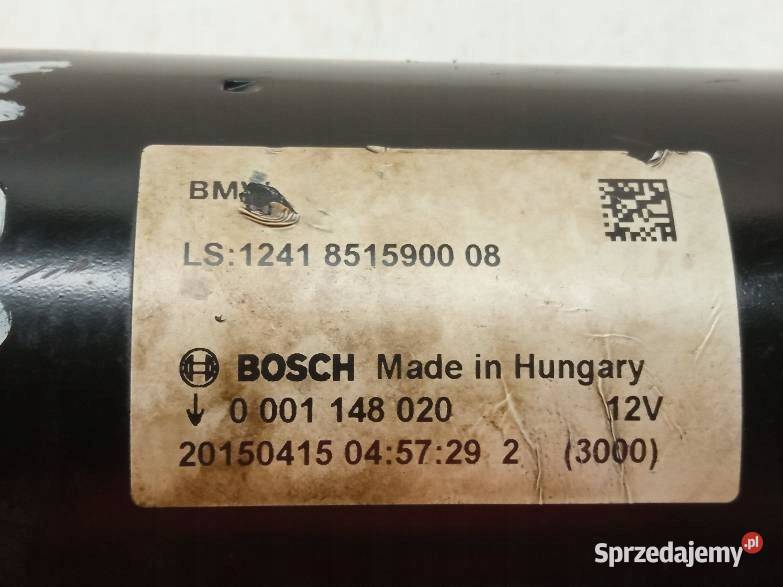 LS:1241 8515900 08
BOSCH Made in Hungary
↓ 0 001 148 020 12V
20150415 04:57:29 2 (3000)
Sprzedajemy.pl